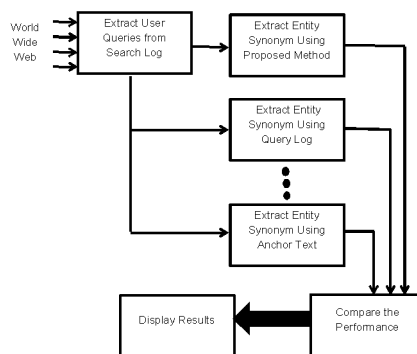 World
Wide
Web
Extract User
Queries from
Search Log
Extract Entity
Synonym Using
Proposed Method
Extract Entity
Synonym Using
Query Log
Extract Entity
Synonym Using
Anchor Text
Display Results
Compare the
Performance